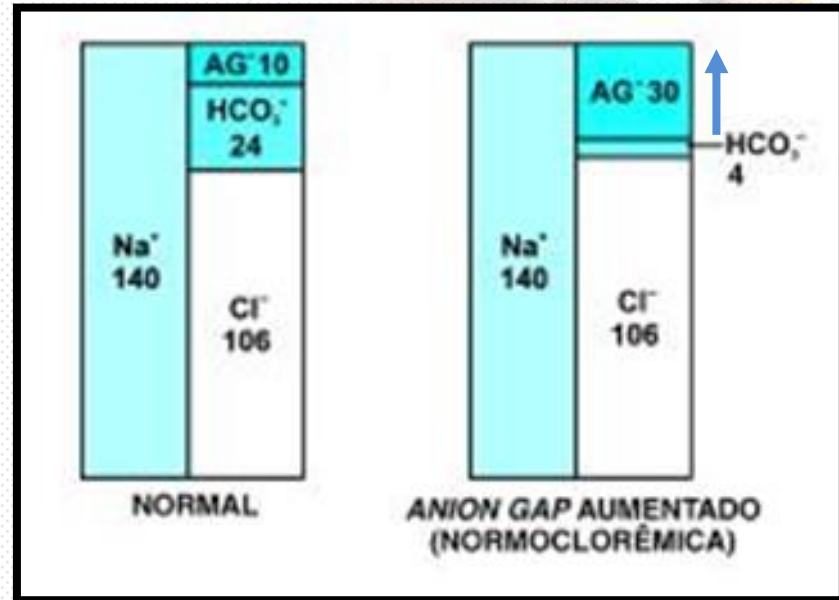 AG⁻ 10
HCO₃⁻
24
Na⁺
140
Cl⁻
106
NORMAL
AG⁻ 30
HCO₃⁻
4
Na⁺
140
Cl⁻
106
ANION GAP AUMENTADO
(NORMOCLORÊMICA)